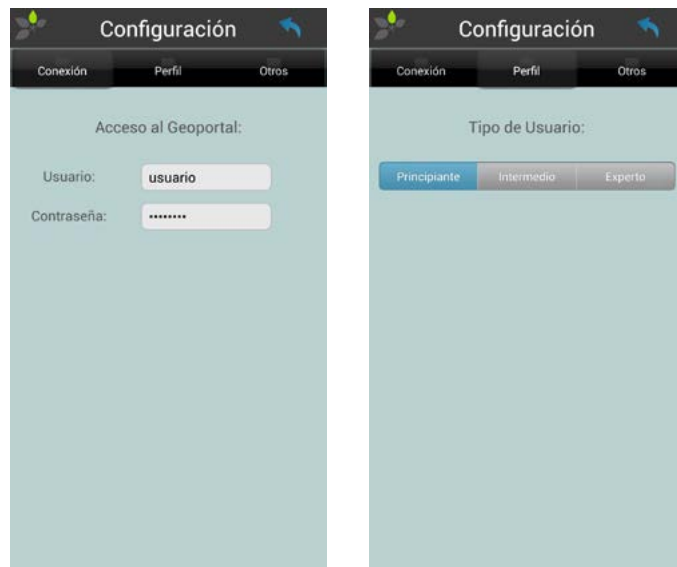 Configuración
Conexión Perfil Otros
Acceso al Geoportal:
Usuario: usuario
Contraseña: ••••••••
Configuración
Conexión Perfil Otros
Tipo de Usuario:
Principiante Intermedio Experto